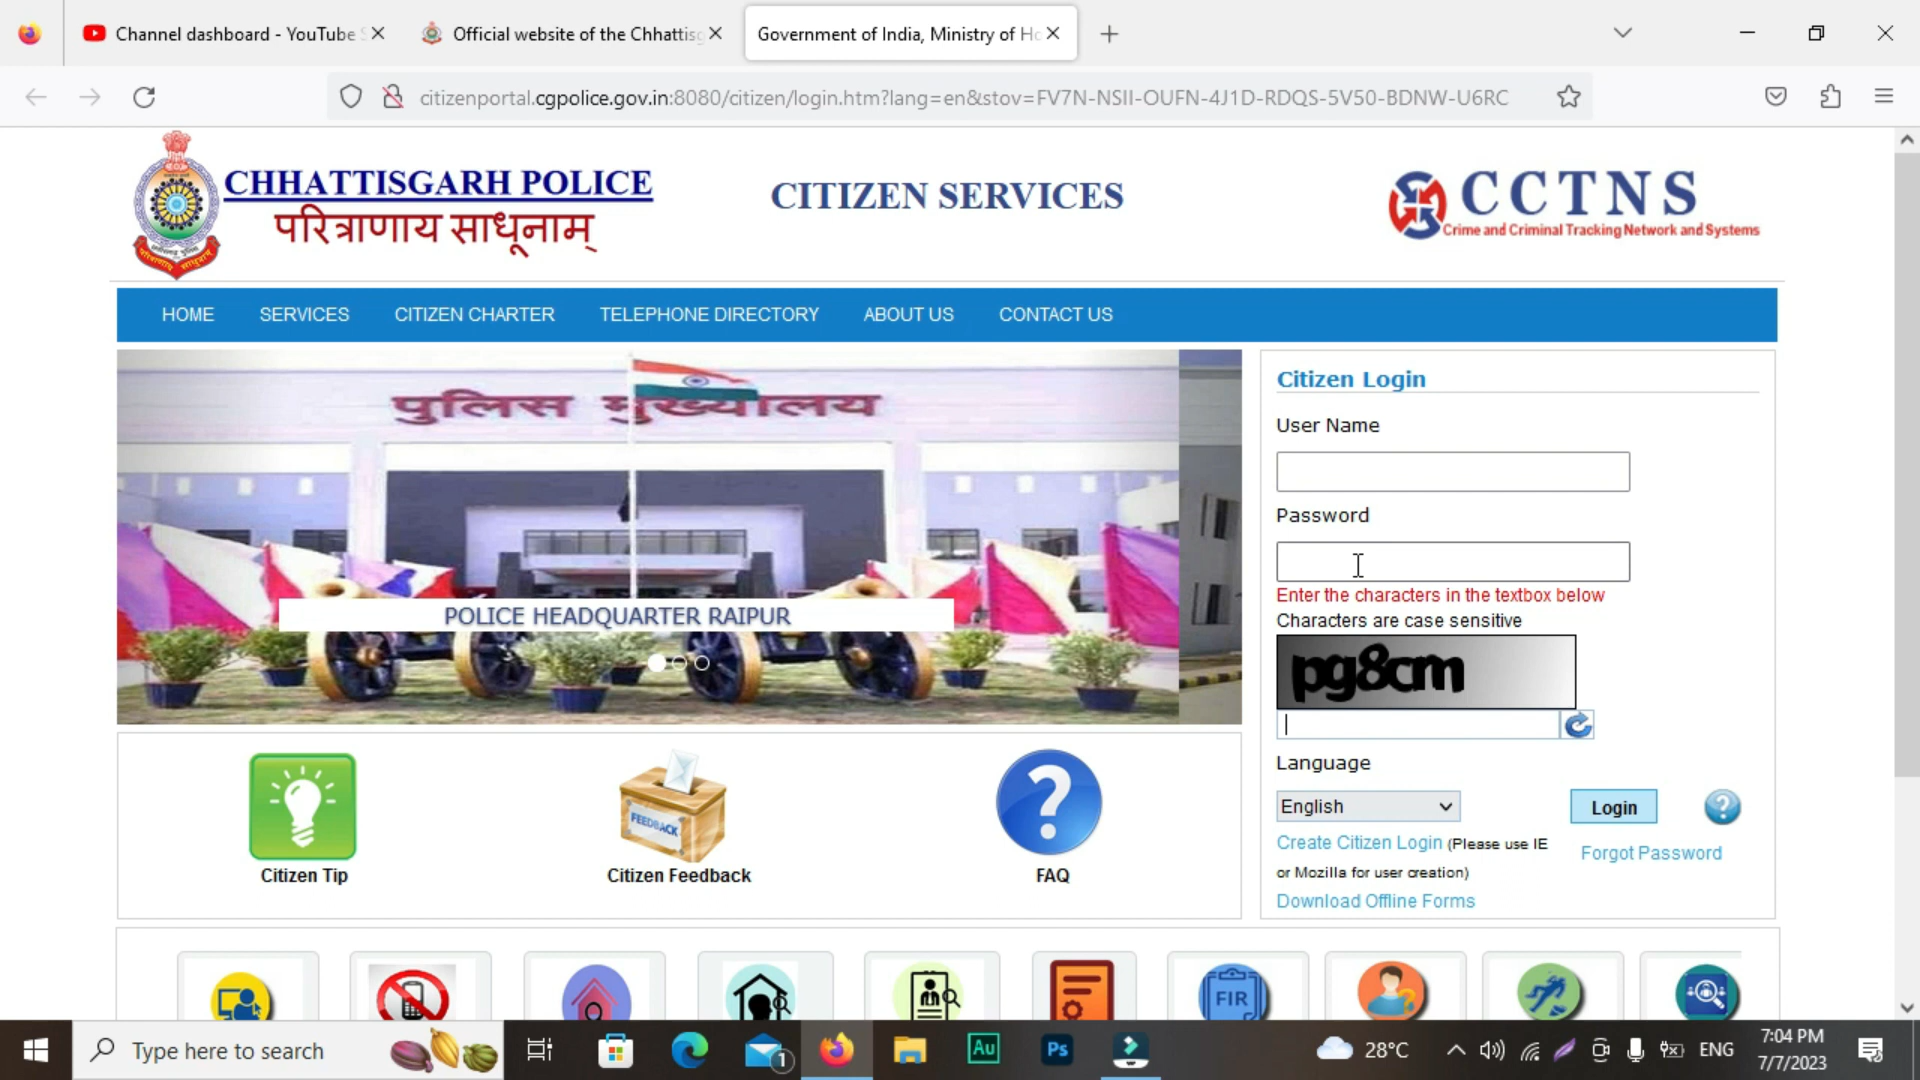 Channel dashboard - YouTube S
Official website of the Chhattisg
Government of India, Ministry of Ho
citizenportal.cgpolice.gov.in:8080/citizen/login.htm?lang=en&stov=FV7N-NSII-OUFN-4J1D-RDQS-5V50-BDNW-U6RC
CHHATTISGARH POLICE
परित्राणाय साधूनाम्
CITIZEN SERVICES
CCTNS
Crime and Criminal Tracking Network and Systems
HOME SERVICES CITIZEN CHARTER TELEPHONE DIRECTORY ABOUT US CONTACT US
पुलिस मुख्यालय
POLICE HEADQUARTER RAIPUR
Citizen Login
User Name
Password
Enter the characters in the textbox below
Characters are case sensitive
pg8cm
Language
English
Login
Create Citizen Login (Please use IE
or Mozilla for user creation)
Forgot Password
Download Offline Forms
FEEDBACK
Citizen Tip
Citizen Feedback
FAQ
FIR
Type here to search
1
Au
Ps
28°C
ENG
7:04 PM
7/7/2023